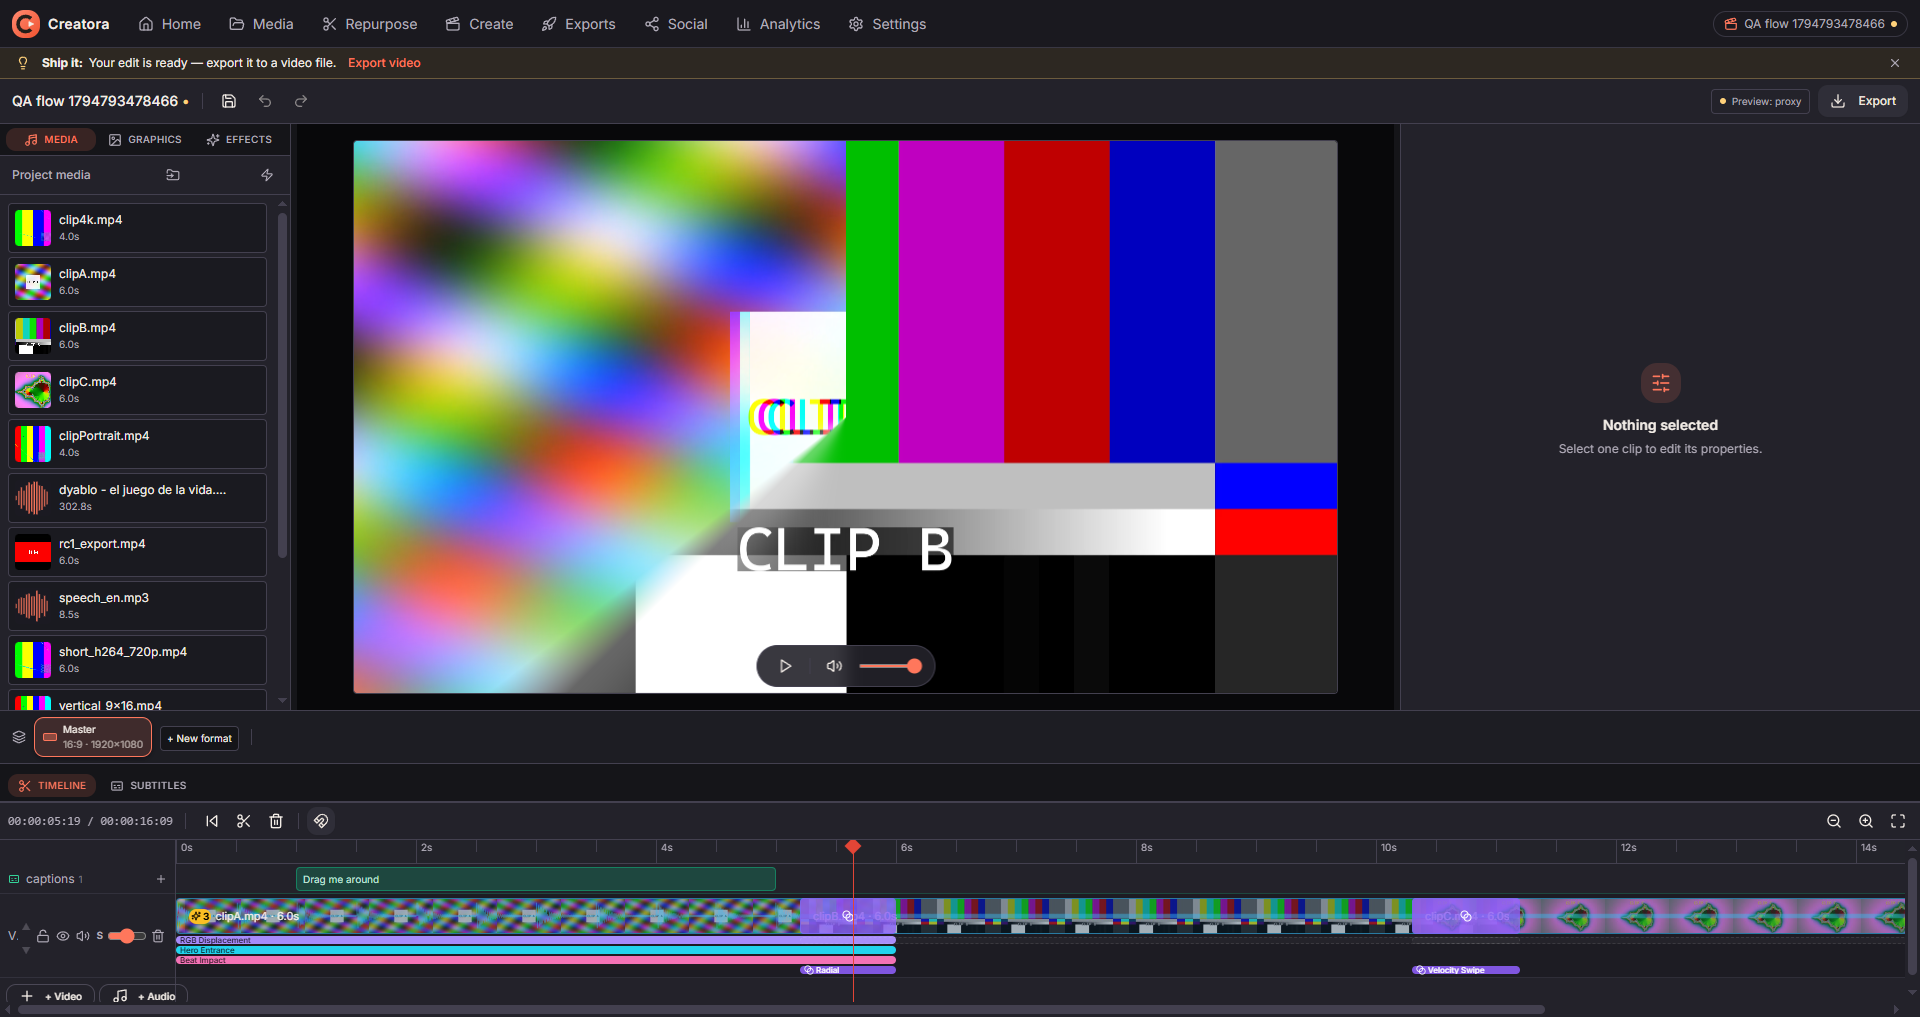 Creatora
Home
Media
Repurpose
Create
Exports
Social
Analytics
Settings
QA flow 1794793478466
Ship it: Your edit is ready — export it to a video file. Export video
QA flow 1794793478466
Preview: proxy
Export
MEDIA
GRAPHICS
EFFECTS
Project media
clip4k.mp4
4.0s
clipA.mp4
6.0s
clipB.mp4
6.0s
clipC.mp4
6.0s
clipPortrait.mp4
4.0s
dyablo - el juego de la vida....
302.8s
rc1_export.mp4
6.0s
speech_en.mp3
8.5s
short_h264_720p.mp4
6.0s
vertical_9×16.mp4
CLIP B
Nothing selected
Select one clip to edit its properties.
Master
16:9 · 1920×1080
+ New format
TIMELINE
SUBTITLES
00:00:05:19 / 00:00:16:09
0s
2s
4s
6s
8s
10s
12s
14s
captions 1
Drag me around
V.
S
3 clipA.mp4 · 6.0s
RGB Displacement
Hero Entrance
Beat Impact
Radial
Velocity Swipe
+ Video
+ Audio